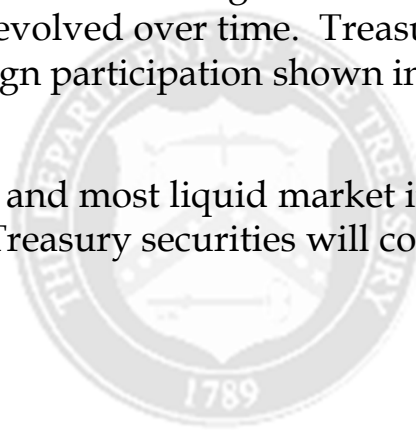 evolved over time. Treasu
gn participation shown in
and most liquid market i
Treasury securities will co
THE DEPARTMENT OF THE TREASURY
1789